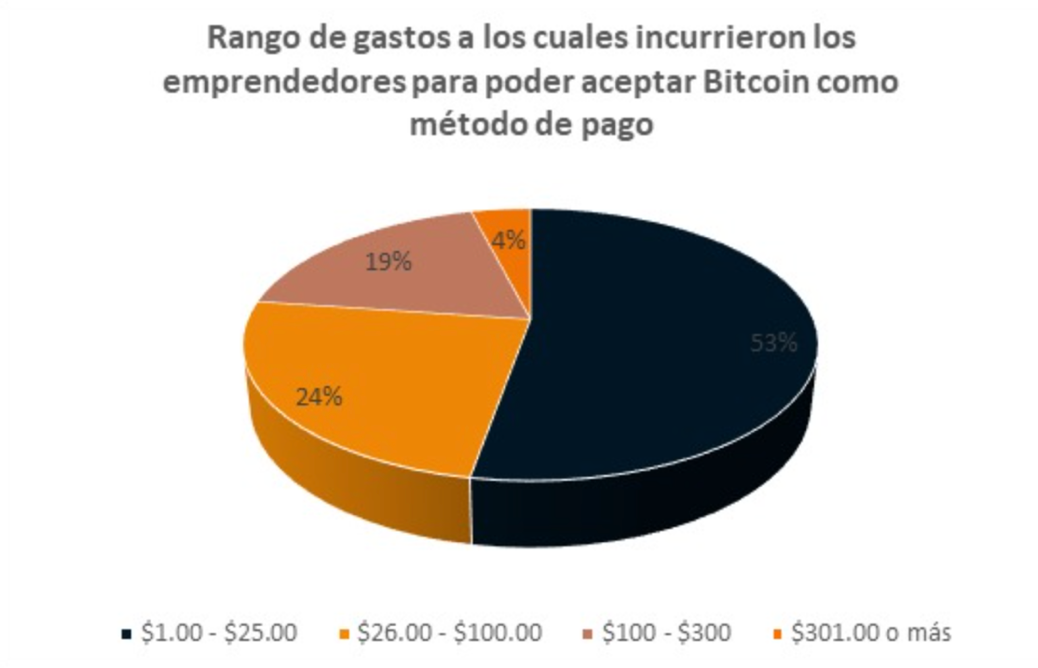 Rango de gastos a los cuales incurrieron los
emprendedores para poder aceptar Bitcoin como
método de pago
4%
19%
53%
24%
$1.00 - $25.00 $26.00 - $100.00 $100 - $300 $301.00 o más